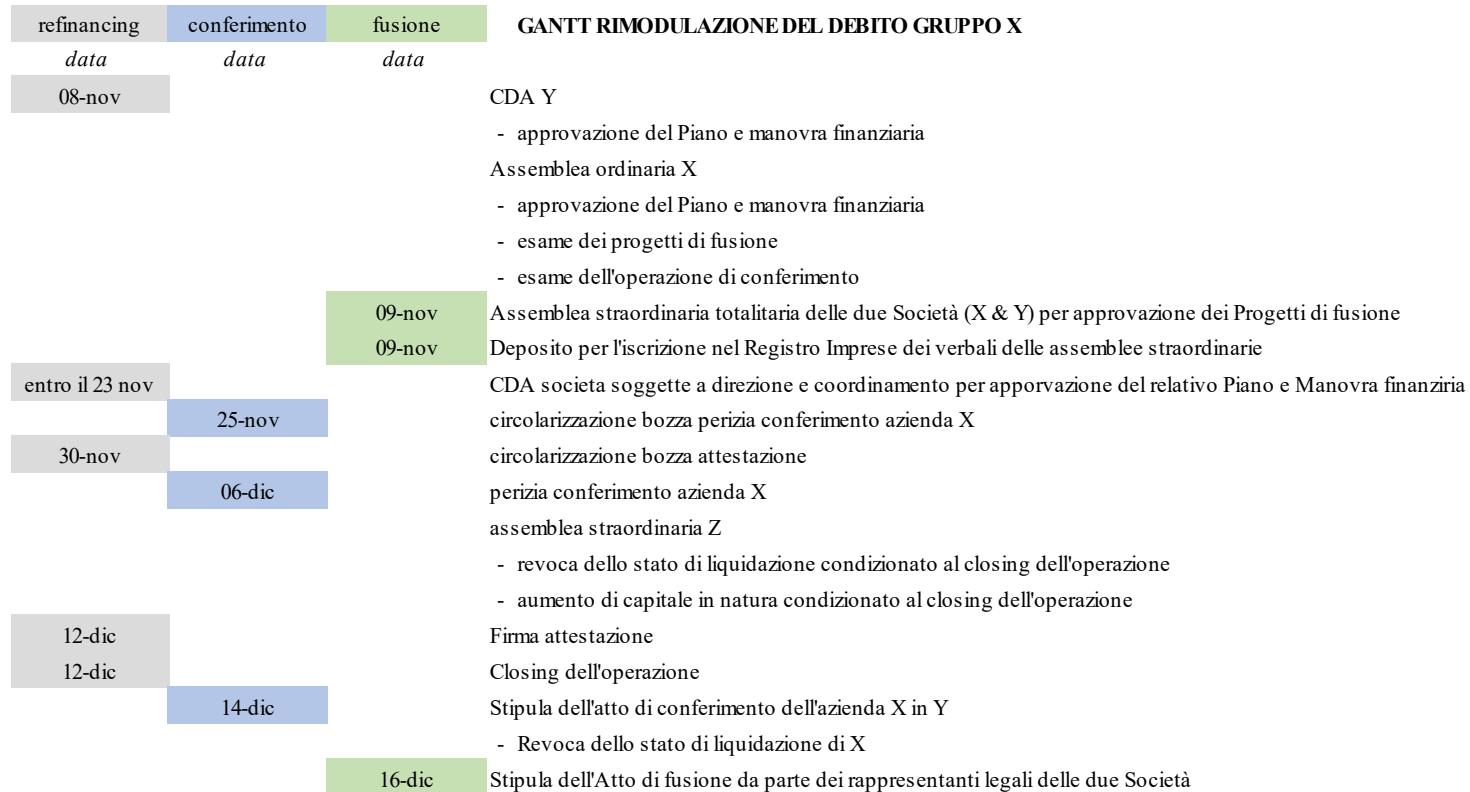 refinancing conferimento fusione GANTT RIMODULAZIONE DEL DEBITO GRUPPO X
data data data
08-nov CDA Y
- approvazione del Piano e manovra finanziaria
Assemblea ordinaria X
- approvazione del Piano e manovra finanziaria
- esame dei progetti di fusione
- esame dell'operazione di conferimento
09-nov Assemblea straordinaria totalitaria delle due Società (X & Y) per approvazione dei Progetti di fusione
09-nov Deposito per l'iscrizione nel Registro Imprese dei verbali delle assemblee straordinarie
entro il 23 nov CDA societa soggette a direzione e coordinamento per apporvazione del relativo Piano e Manovra finanziria
25-nov circolarizzazione bozza perizia conferimento azienda X
30-nov circolarizzazione bozza attestazione
06-dic perizia conferimento azienda X
assemblea straordinaria Z
- revoca dello stato di liquidazione condizionato al closing dell'operazione
- aumento di capitale in natura condizionato al closing dell'operazione
12-dic Firma attestazione
12-dic Closing dell'operazione
14-dic Stipula dell'atto di conferimento dell'azienda X in Y
- Revoca dello stato di liquidazione di X
16-dic Stipula dell'Atto di fusione da parte dei rappresentanti legali delle due Società